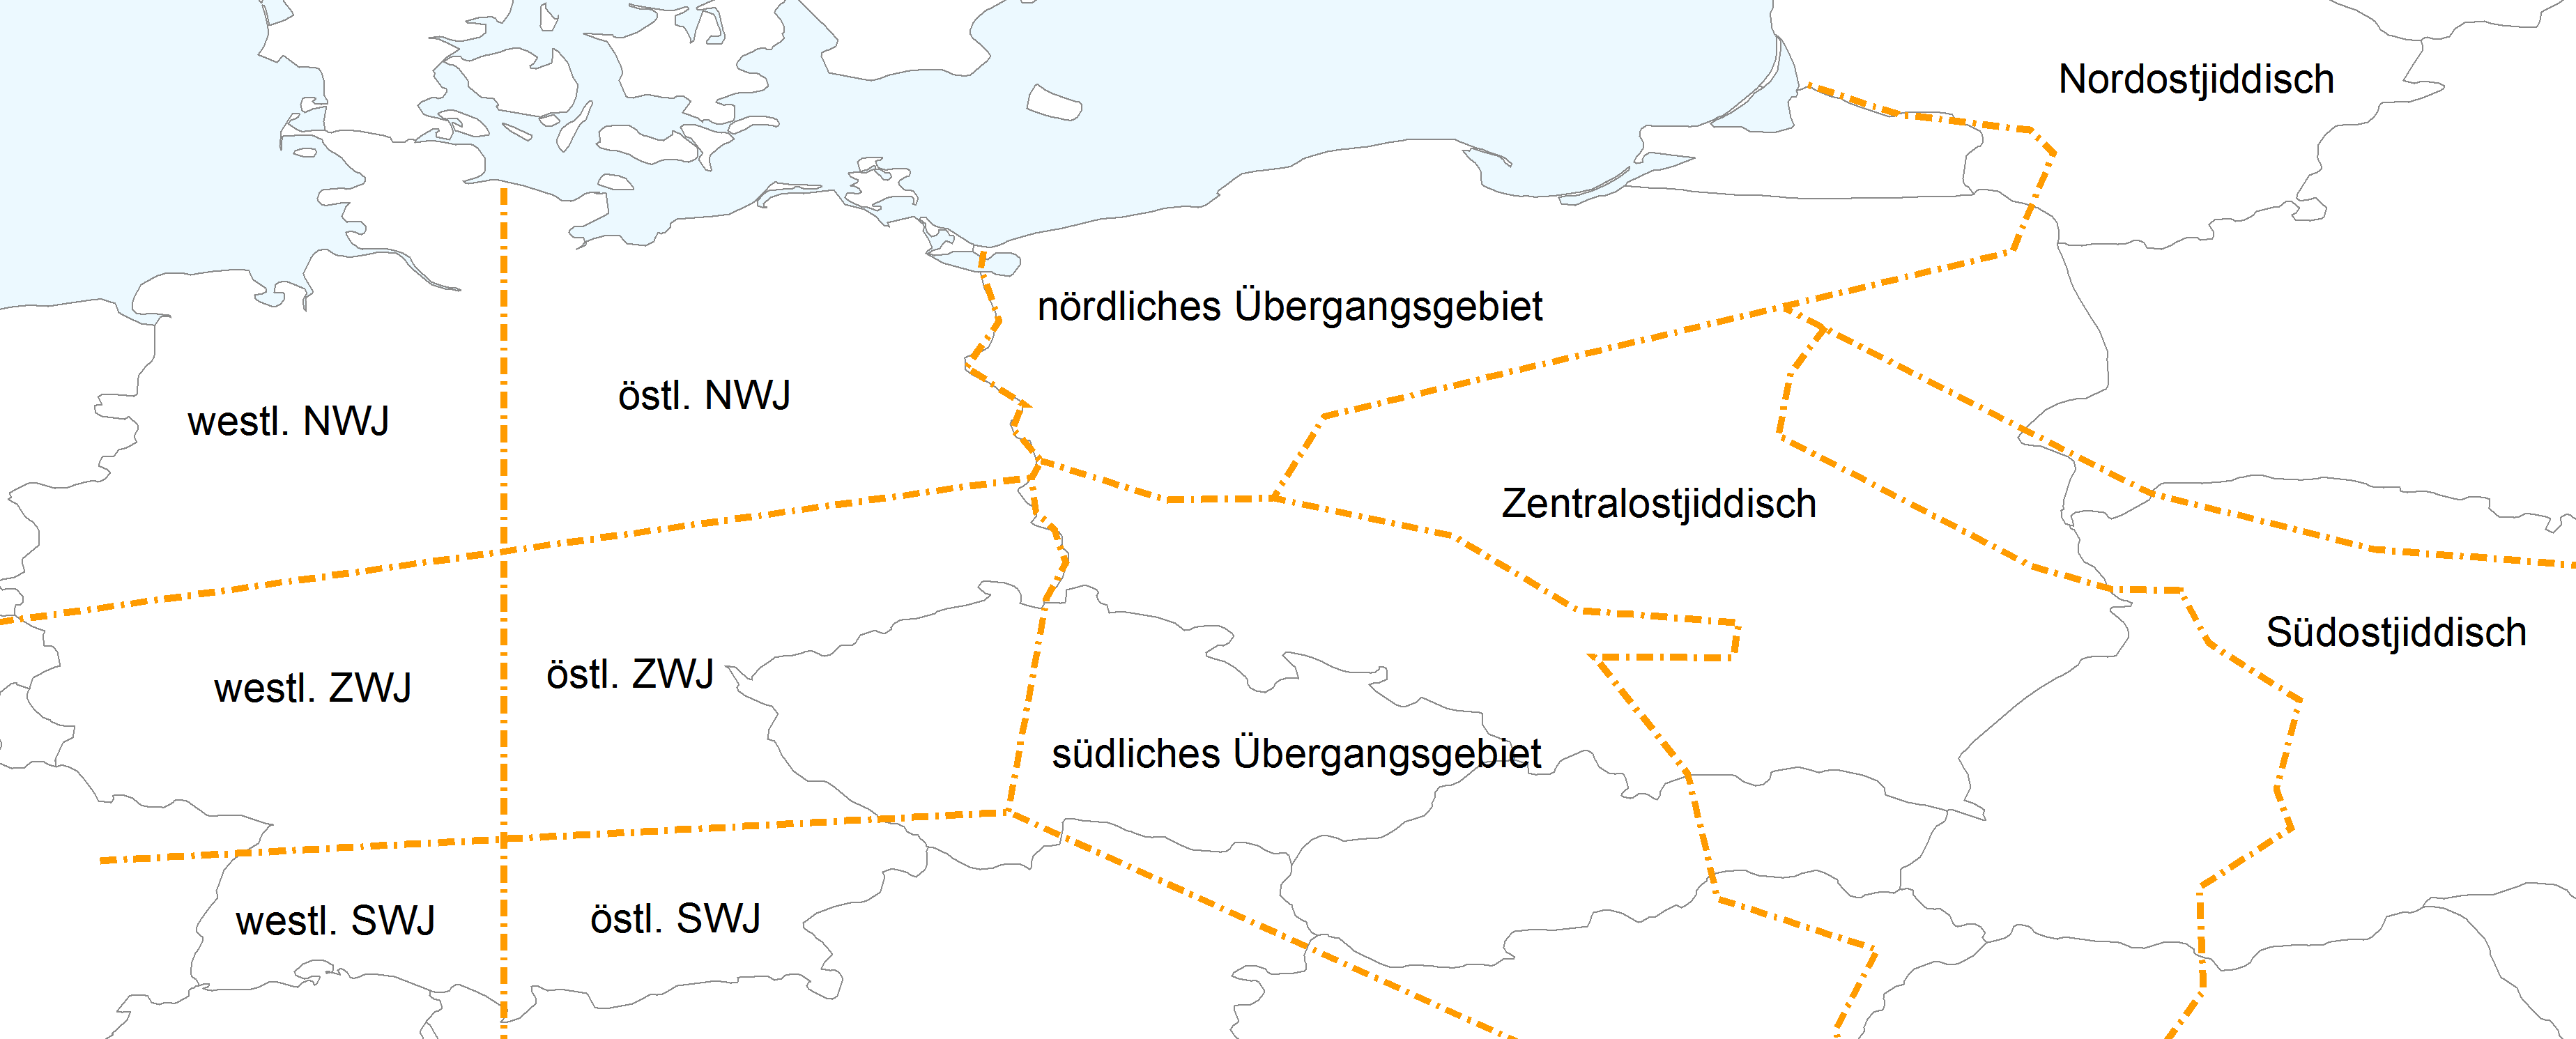 Nordostjiddisch
nördliches Übergangsgebiet
westl. NWJ
östl. NWJ
Zentralostjiddisch
Südostjiddisch
westl. ZWJ
östl. ZWJ
südliches Übergangsgebiet
westl. SWJ
östl. SWJ